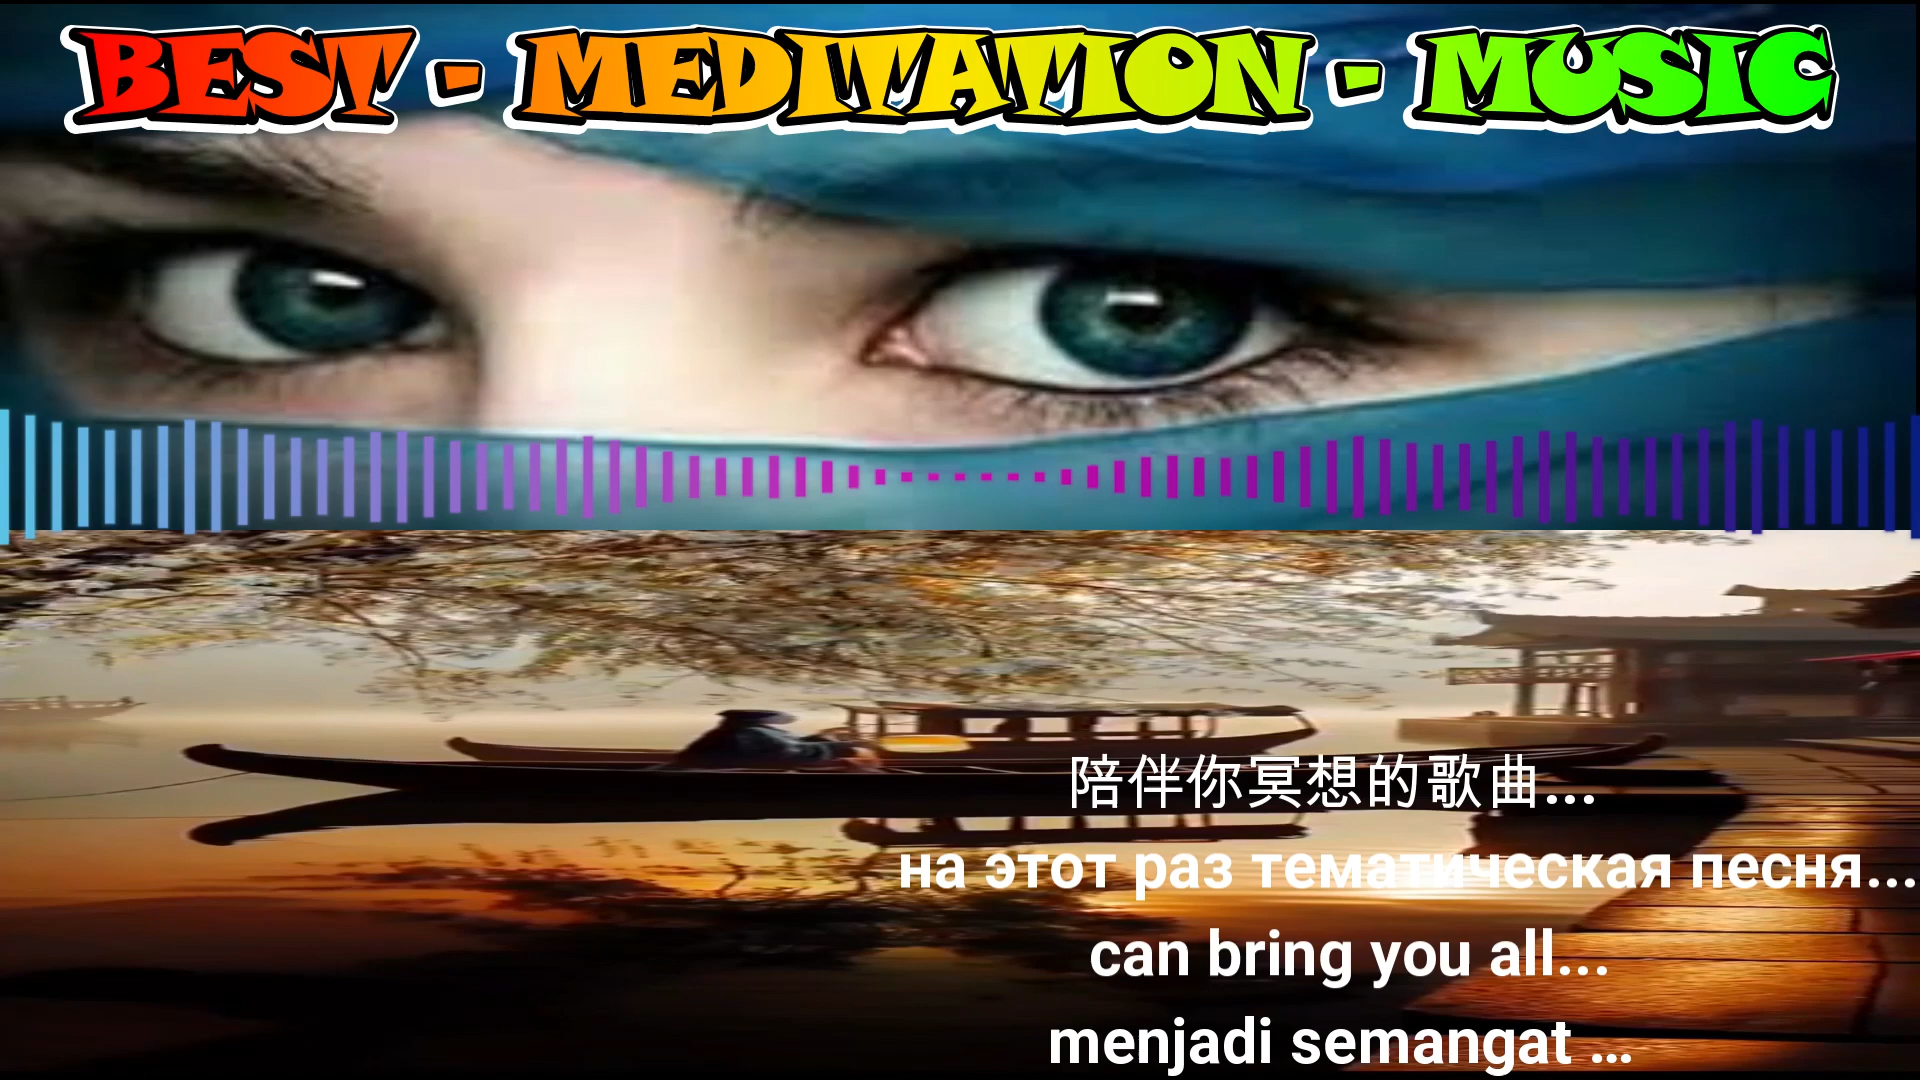 BEST - MEDITATION - MUSIC
陪伴你冥想的歌曲...
на этот раз тематическая песня...
can bring you all...
menjadi semangat ...